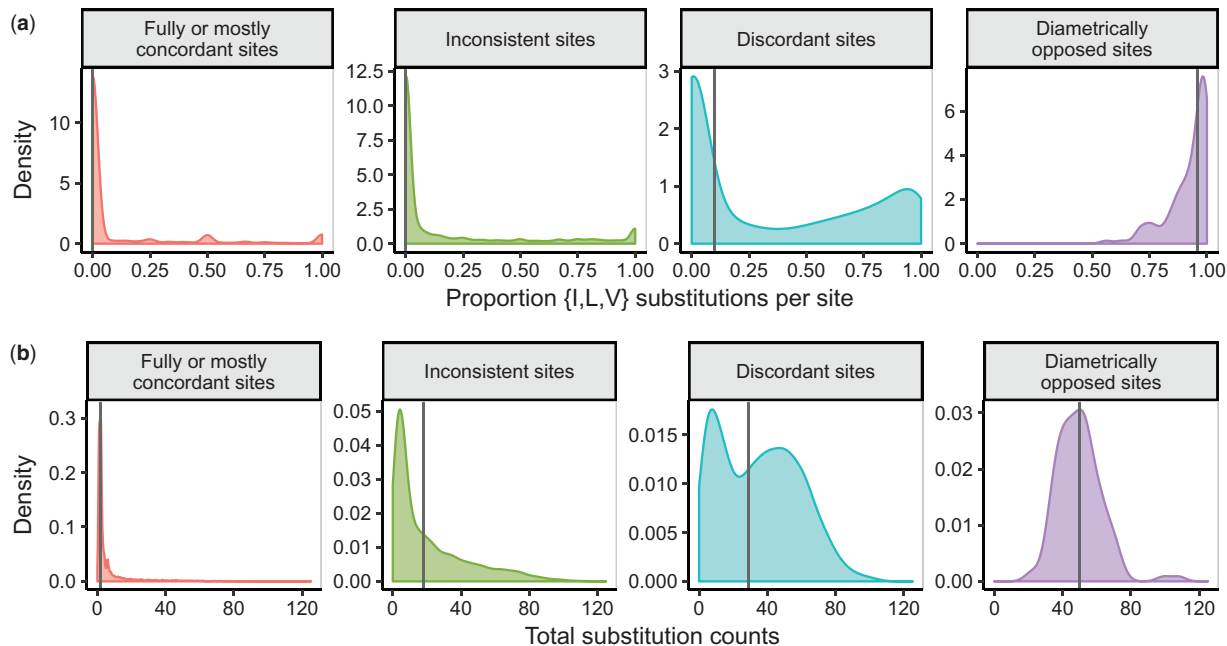 (a)
Fully or mostly
concordant sites
Inconsistent sites
Discordant sites
Diametrically
opposed sites
Density
10
5
0
12.5
10.0
7.5
5.0
2.5
0.0
3
2
1
0
6
4
2
0
0.00 0.25 0.50 0.75 1.00
0.00 0.25 0.50 0.75 1.00
0.00 0.25 0.50 0.75 1.00
0.00 0.25 0.50 0.75 1.00
Proportion {I,L,V} substitutions per site
(b)
Fully or mostly
concordant sites
Inconsistent sites
Discordant sites
Diametrically
opposed sites
Density
0.3
0.2
0.1
0.0
0.05
0.04
0.03
0.02
0.01
0.00
0.015
0.010
0.005
0.000
0.03
0.02
0.01
0.00
0 40 80 120
0 40 80 120
0 40 80 120
0 40 80 120
Total substitution counts